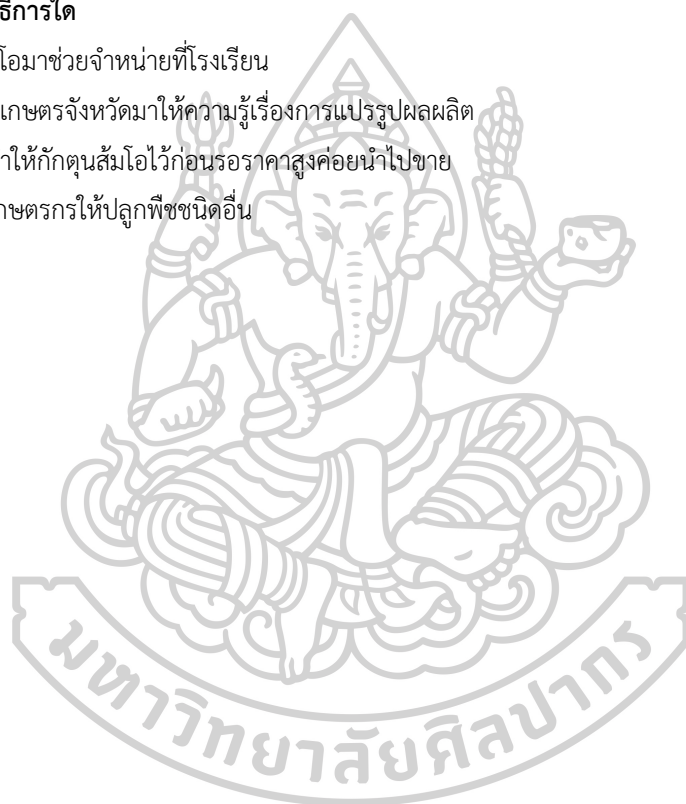 ธีการใด
โอมาช่วยจำหน่ายที่โรงเรียน
เกษตรจังหวัดมาให้ความรู้เรื่องการแปรรูปผลผลิต
าให้กักตุนส้มโอไว้ก่อนรอราคาสูงค่อยนำไปขาย
กษตรกรให้ปลูกพืชชนิดอื่น
มหาวิทยาลัยศิลปากร